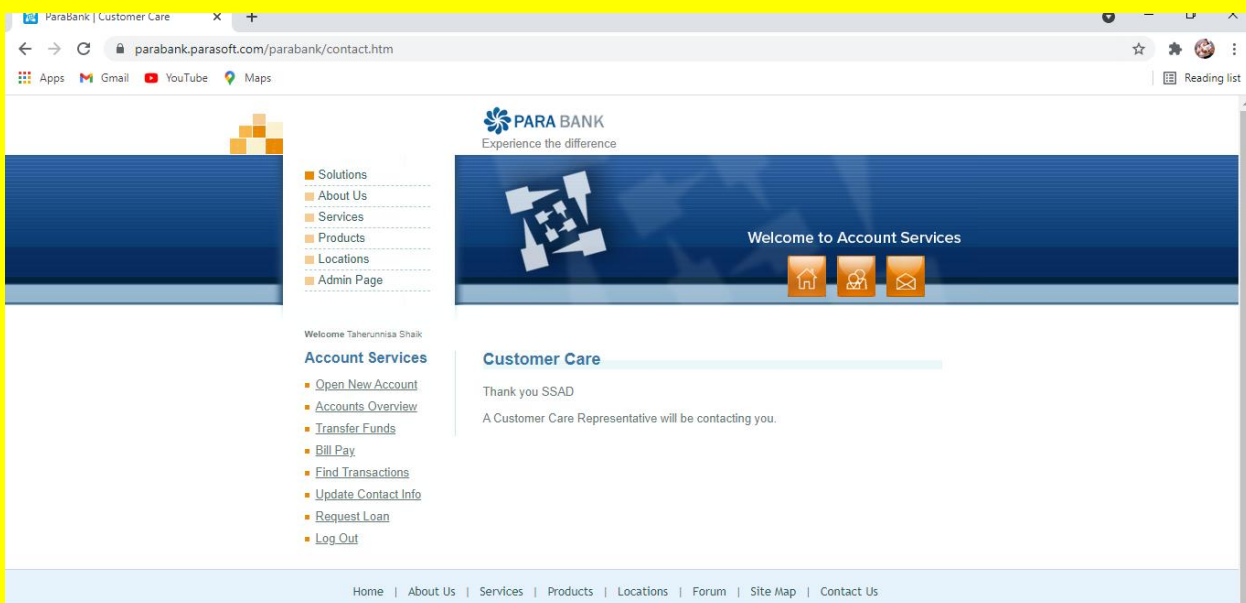 ParaBank | Customer Care
parabank.parasoft.com/parabank/contact.htm
Apps Gmail YouTube Maps Reading list
PARA BANK
Experience the difference
Solutions
About Us
Services
Products
Locations
Admin Page
Welcome to Account Services
Welcome Taherunnisa Shaik
Account Services
Open New Account
Accounts Overview
Transfer Funds
Bill Pay
Find Transactions
Update Contact Info
Request Loan
Log Out
Customer Care
Thank you SSAD
A Customer Care Representative will be contacting you.
Home | About Us | Services | Products | Locations | Forum | Site Map | Contact Us